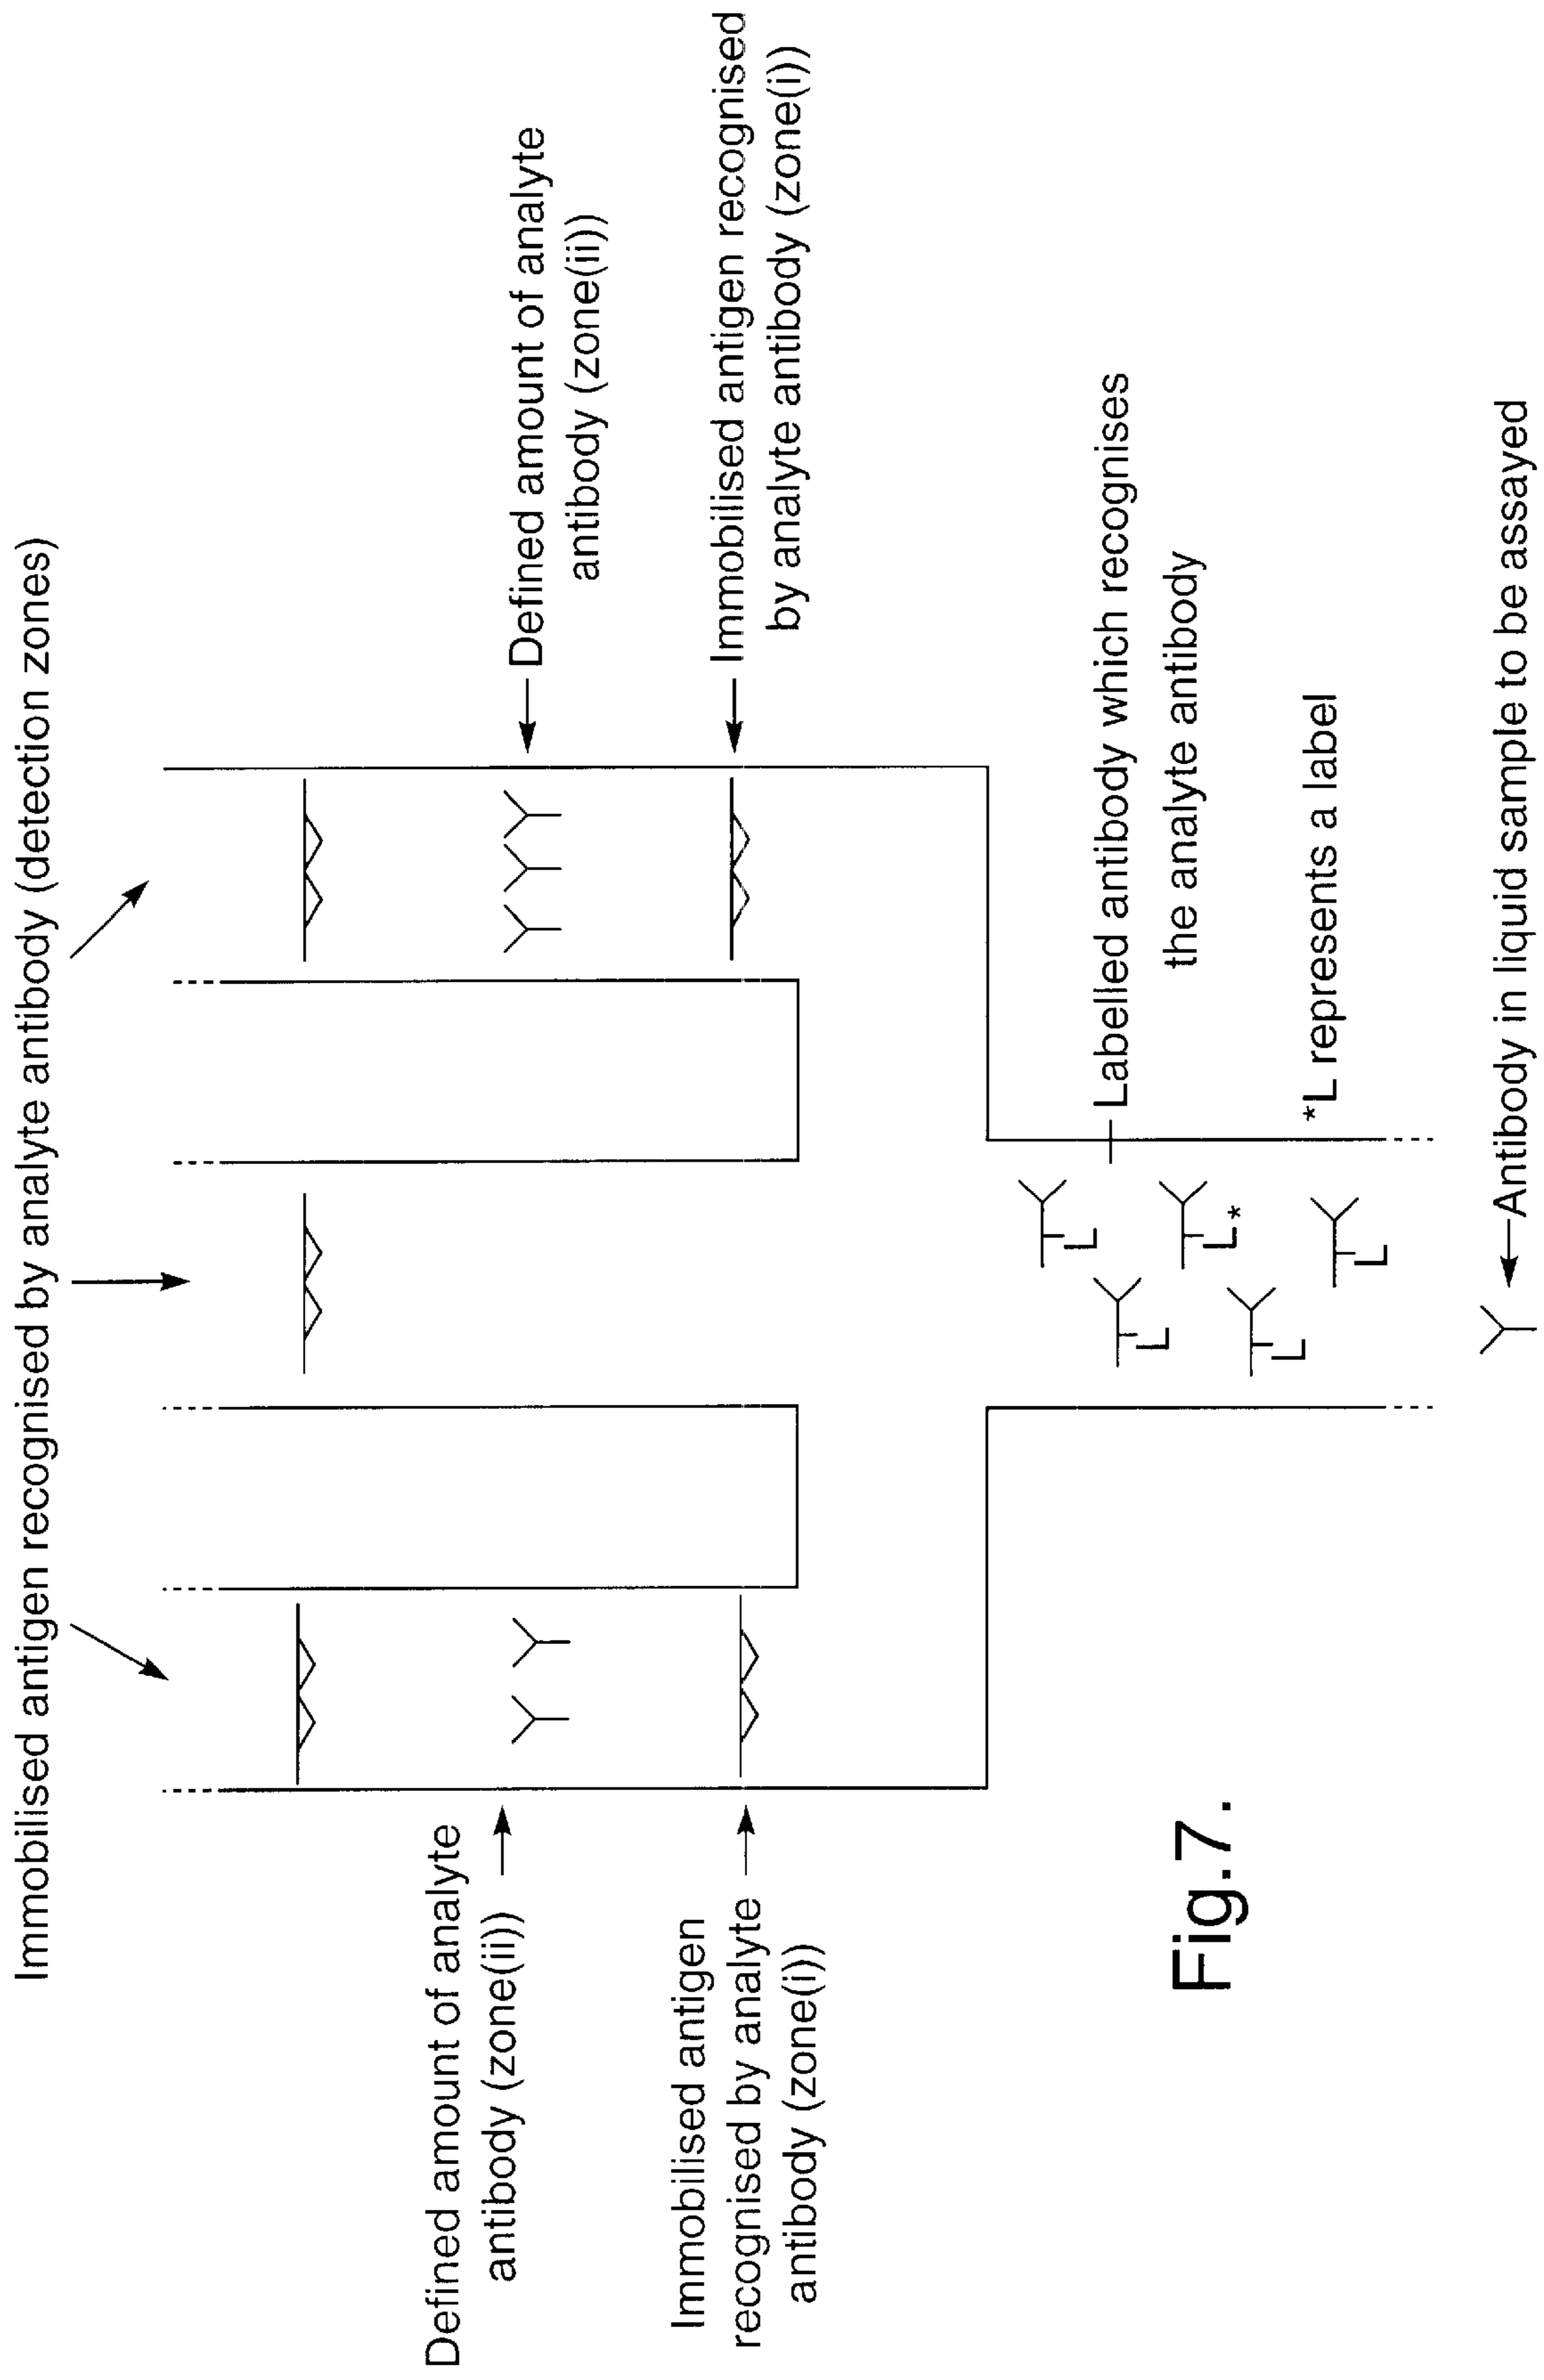 Immobilised antigen recognised by analyte antibody (detection zones)
Defined amount of analyte
antibody (zone(ii))
Defined amount of analyte
antibody (zone(ii))
Immobilised antigen
recognised by analyte
antibody (zone(i))
Immobilised antigen recognised
by analyte antibody (zone(i))
L
L
L
L*
L
Labelled antibody which recognises
the analyte antibody
*L represents a label
Antibody in liquid sample to be assayed
Fig.7.